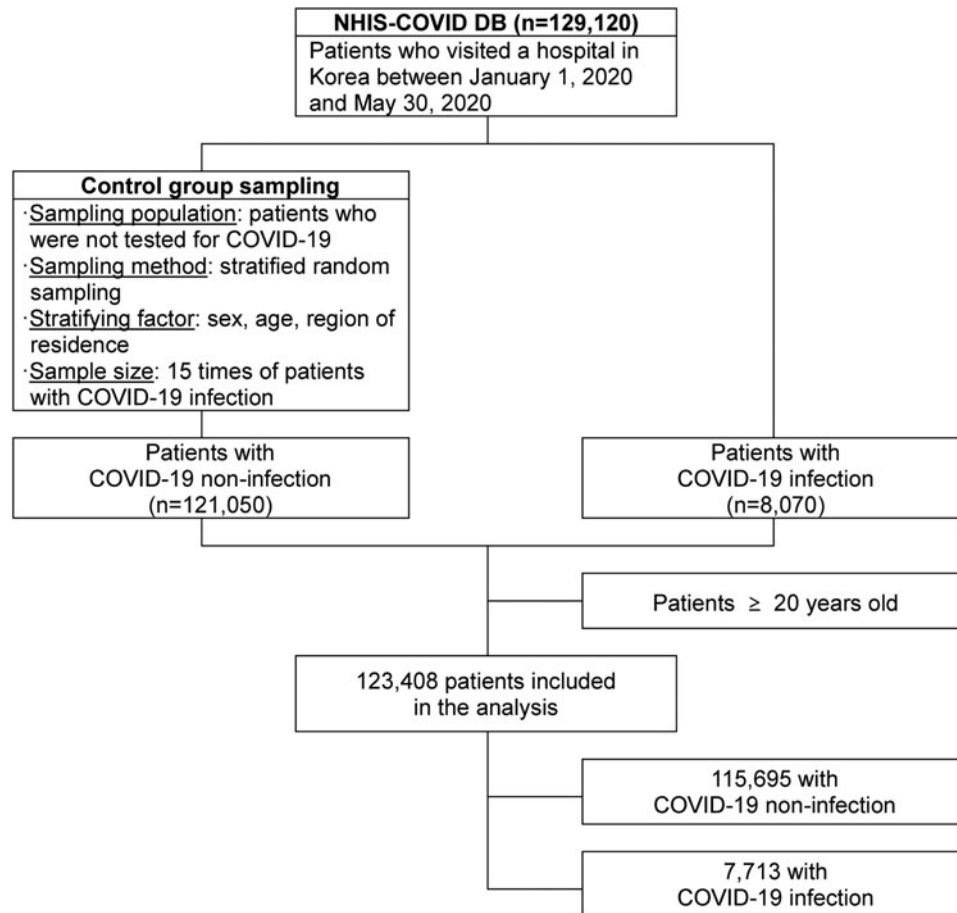 NHIS-COVID DB (n=129,120)
Patients who visited a hospital in
Korea between January 1, 2020
and May 30, 2020
Control group sampling
·Sampling population: patients who
were not tested for COVID-19
·Sampling method: stratified random
sampling
·Stratifying factor: sex, age, region of
residence
·Sample size: 15 times of patients
with COVID-19 infection
Patients with
COVID-19 non-infection
(n=121,050)
Patients with
COVID-19 infection
(n=8,070)
Patients ≥ 20 years old
123,408 patients included
in the analysis
115,695 with
COVID-19 non-infection
7,713 with
COVID-19 infection